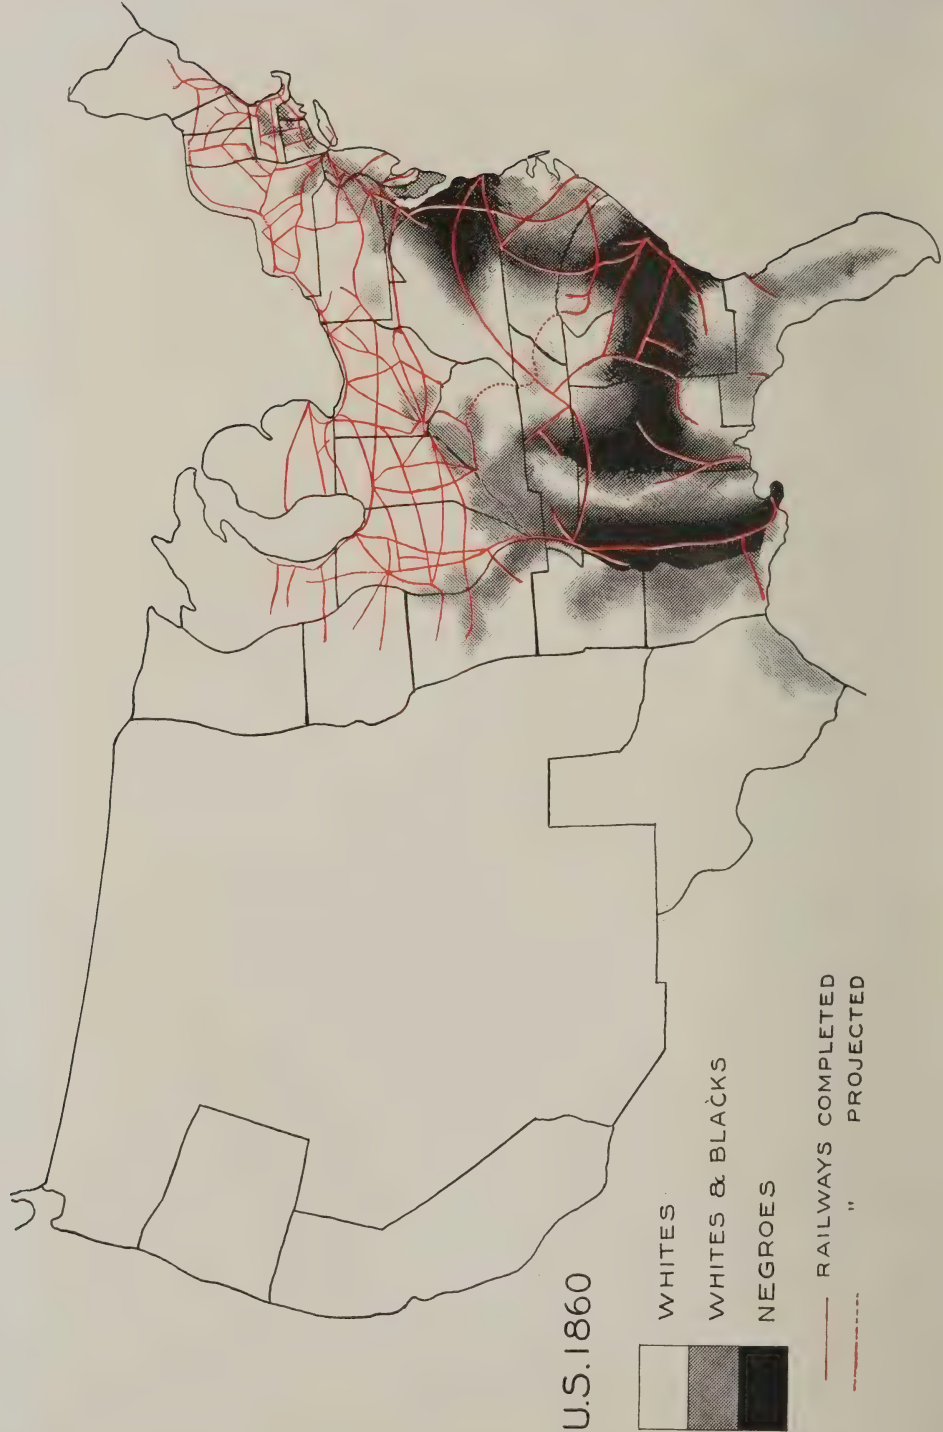 U.S. 1860
WHITES
WHITES & BLACKS
NEGROES
RAILWAYS COMPLETED
" PROJECTED